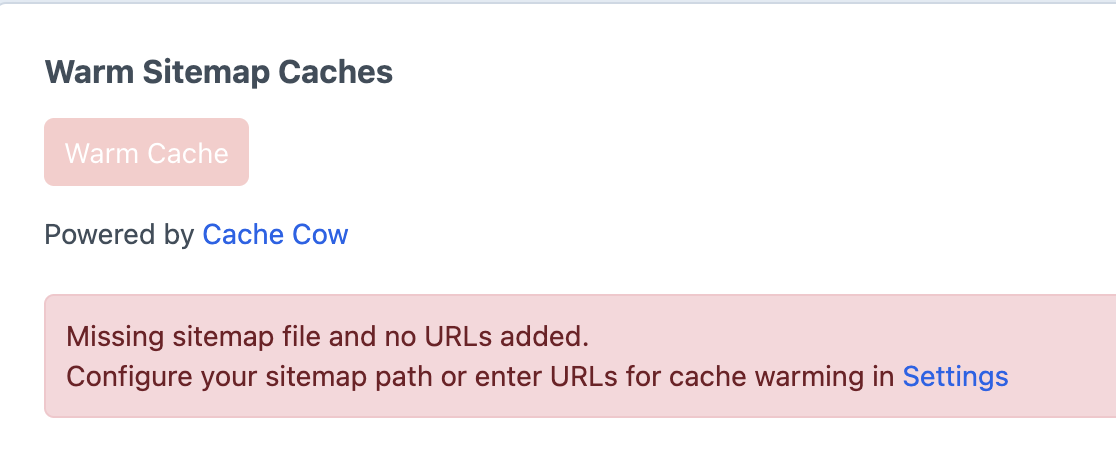 Warm Sitemap Caches
Warm Cache
Powered by Cache Cow
Missing sitemap file and no URLs added.
Configure your sitemap path or enter URLs for cache warming in Settings